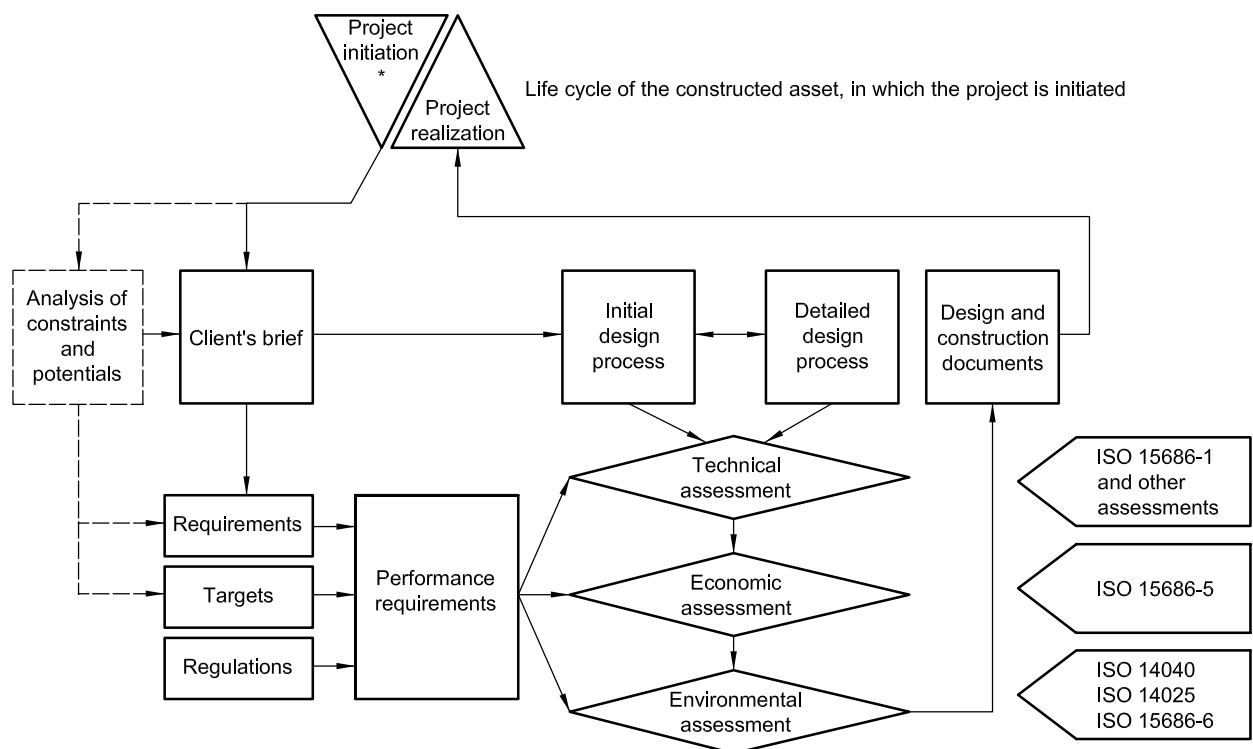 Project
initiation
*
Project
realization
Life cycle of the constructed asset, in which the project is initiated
Analysis of
constraints
and
potentials
Client's brief
Initial
design
process
Detailed
design
process
Design and
construction
documents
Technical
assessment
ISO 15686-1
and other
assessments
Requirements
Targets
Regulations
Performance
requirements
Economic
assessment
ISO 15686-5
Environmental
assessment
ISO 14040
ISO 14025
ISO 15686-6